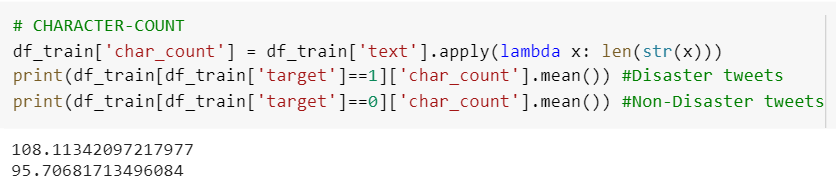 # CHARACTER-COUNT
df_train['char_count'] = df_train['text'].apply(lambda x: len(str(x)))
print(df_train[df_train['target']==1]['char_count'].mean()) #Disaster tweets
print(df_train[df_train['target']==0]['char_count'].mean()) #Non-Disaster tweets
108.11342097217977
95.70681713496084